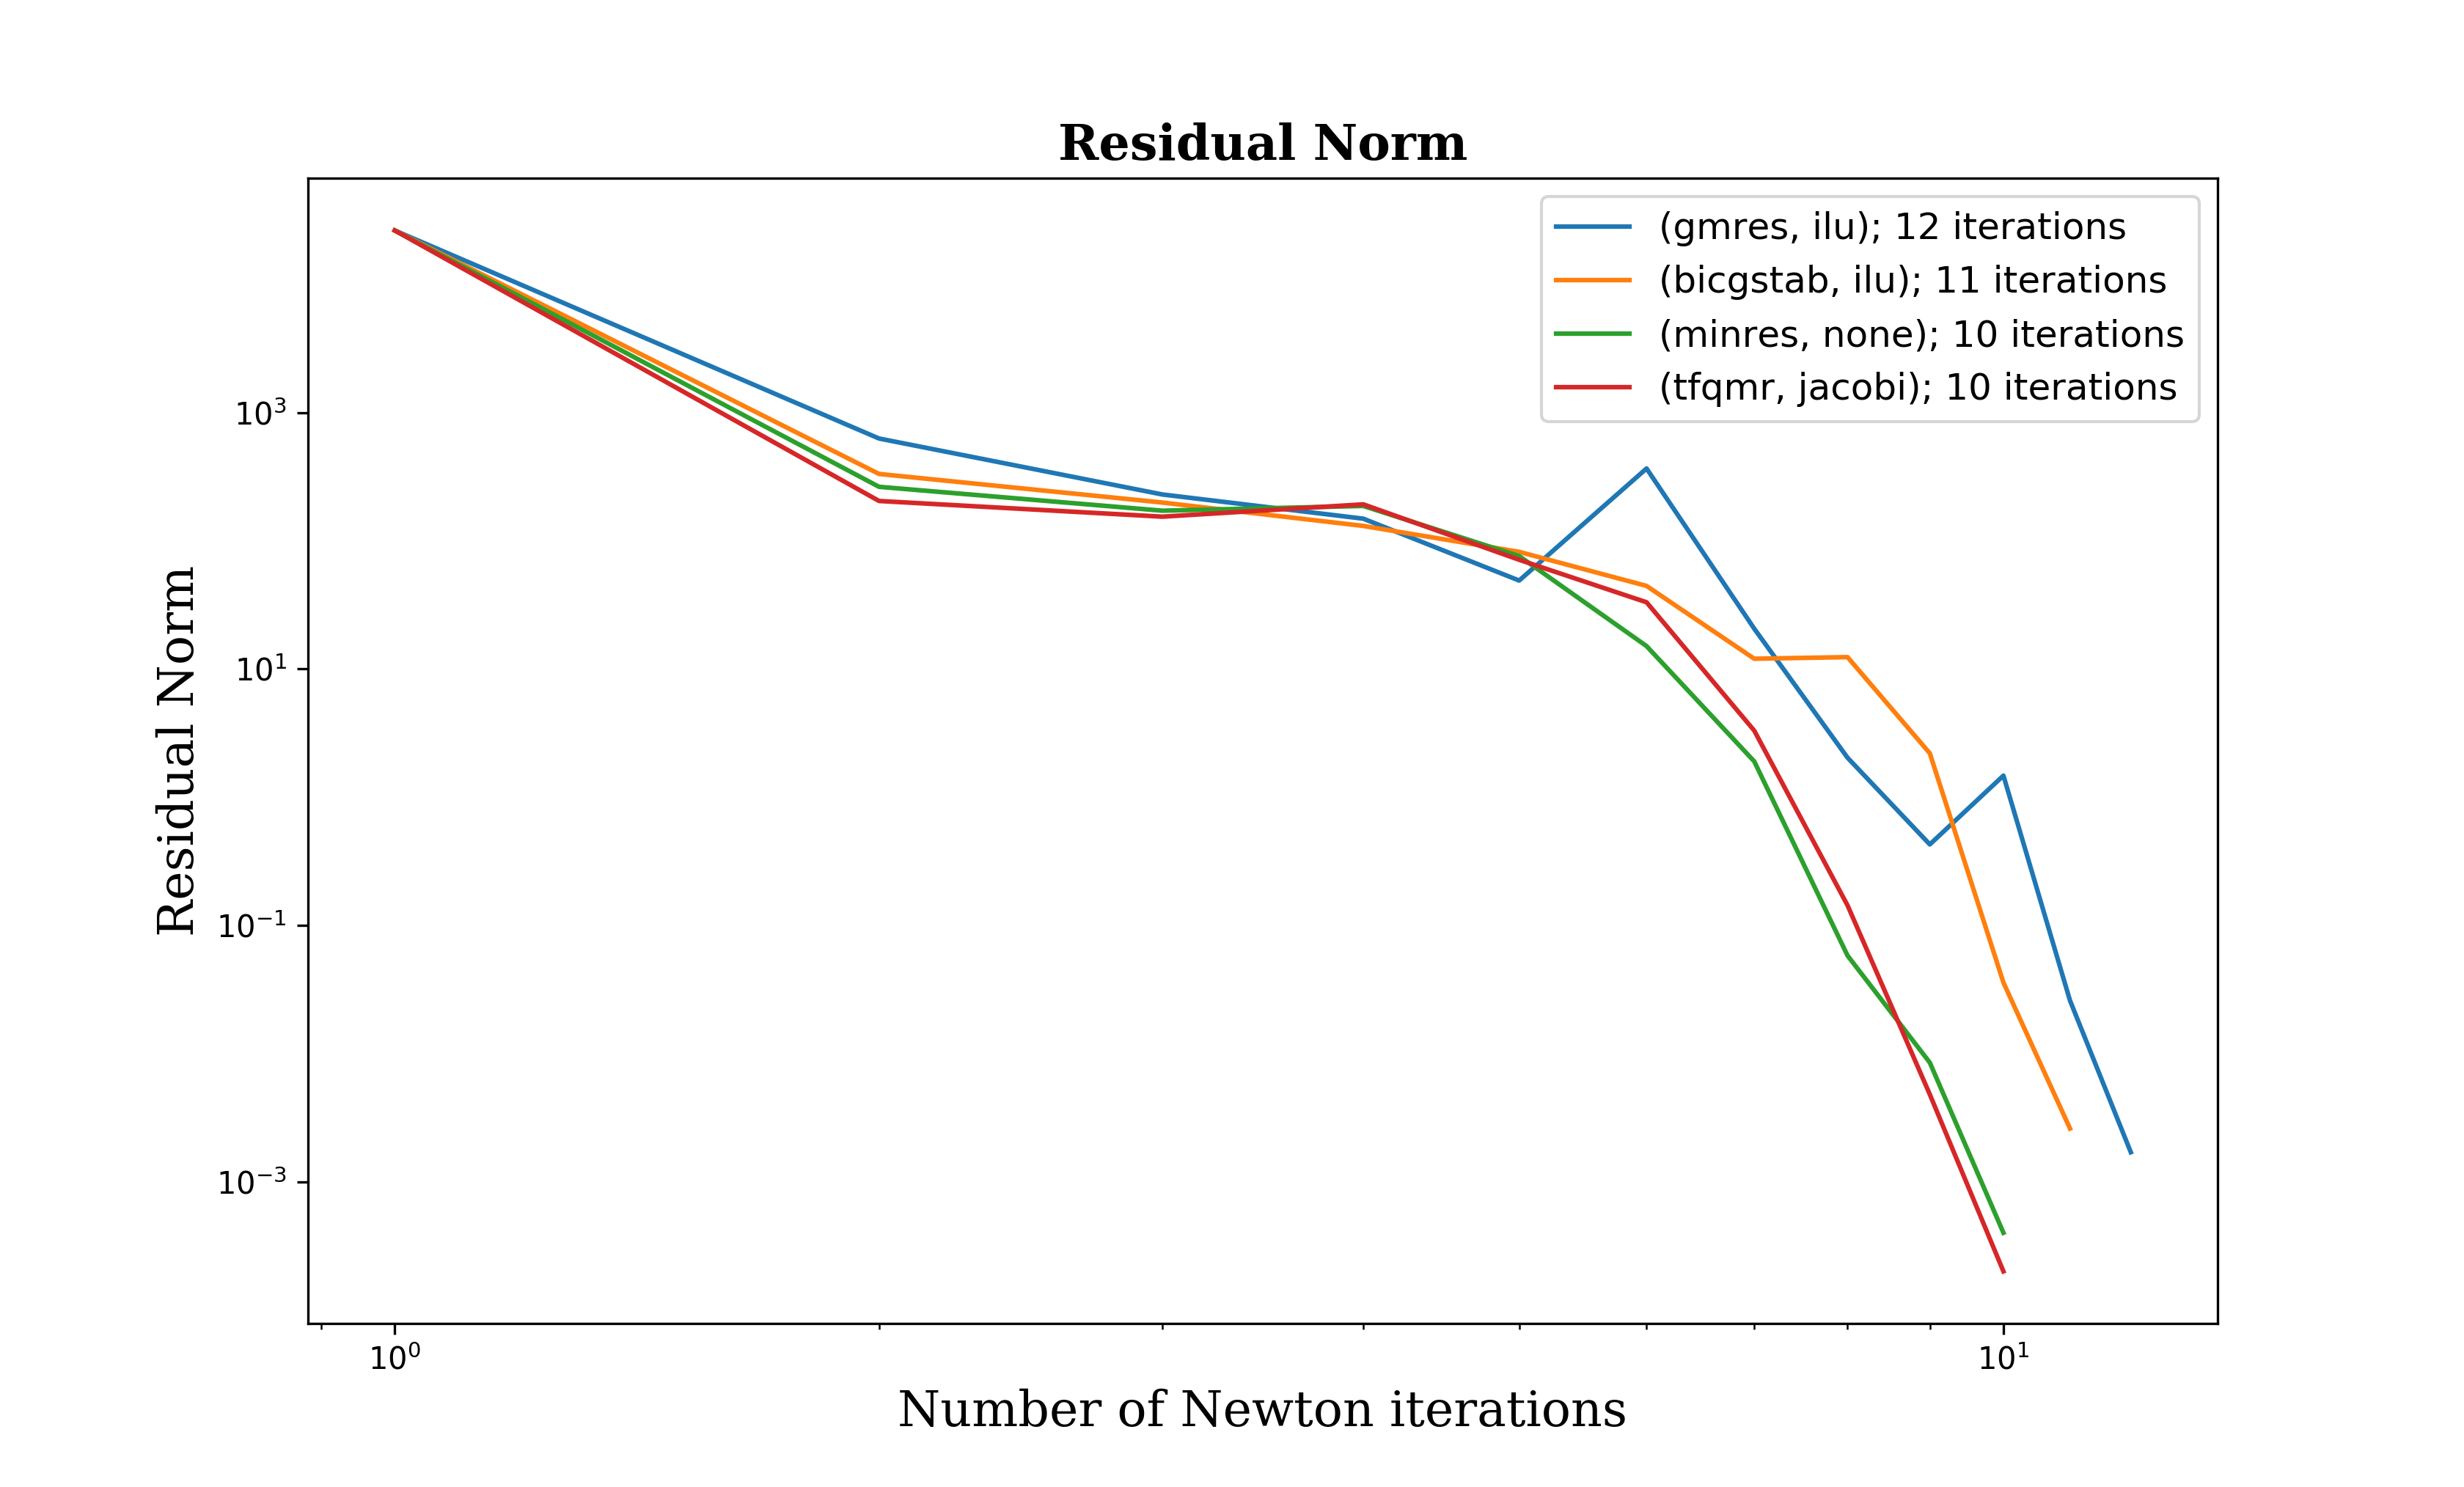 Residual Norm
(gmres, ilu); 12 iterations
(bicgstab, ilu); 11 iterations
(minres, none); 10 iterations
(tfqmr, jacobi); 10 iterations
Residual Norm
10³
10¹
10⁻¹
10⁻³
10⁰ 10¹
Number of Newton iterations